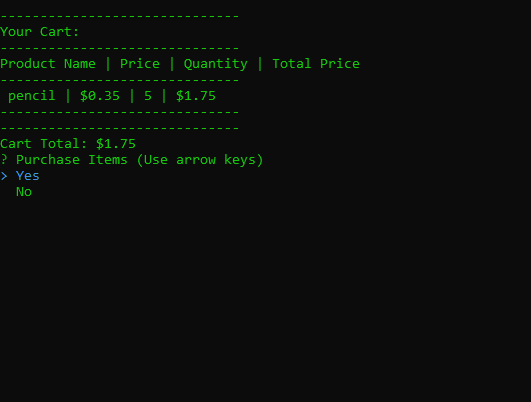 ------------------------------
Your Cart:
------------------------------
Product Name | Price | Quantity | Total Price
------------------------------
pencil | $0.35 | 5 | $1.75
------------------------------
------------------------------
Cart Total: $1.75
? Purchase Items (Use arrow keys)
> Yes
No